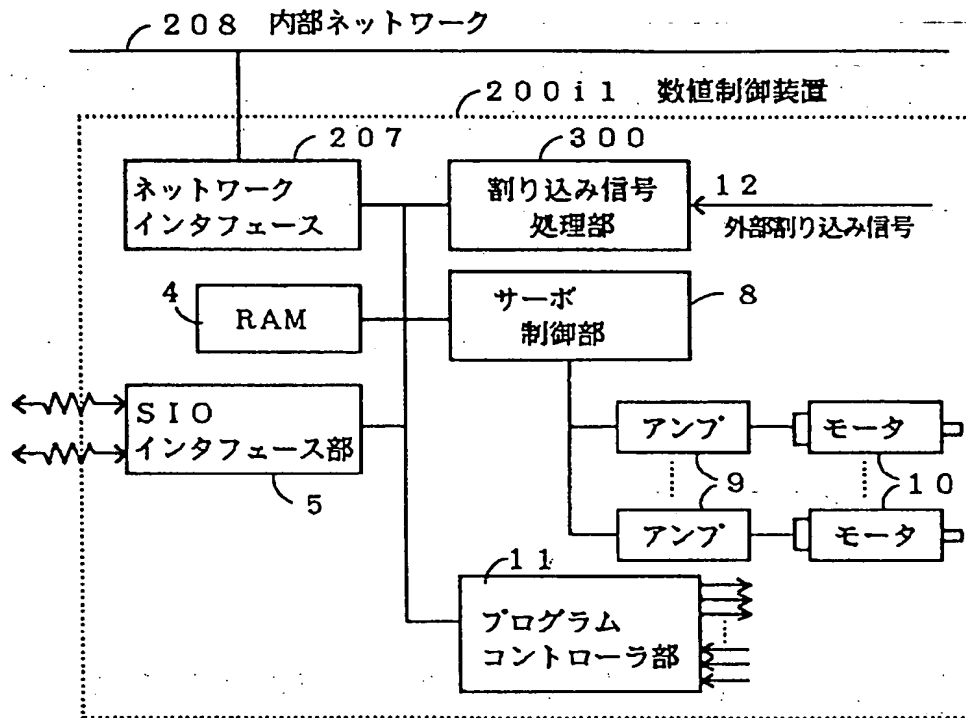 208 内部ネットワーク
200i1 数値制御装置
207
ネットワーク
インタフェース
300
割り込み信号
処理部
12
外部割り込み信号
4
RAM
サーボ
制御部
8
SIO
インタフェース部
5
アンプ
モータ
9
10
アンプ
モータ
11
プログラム
コントローラ部